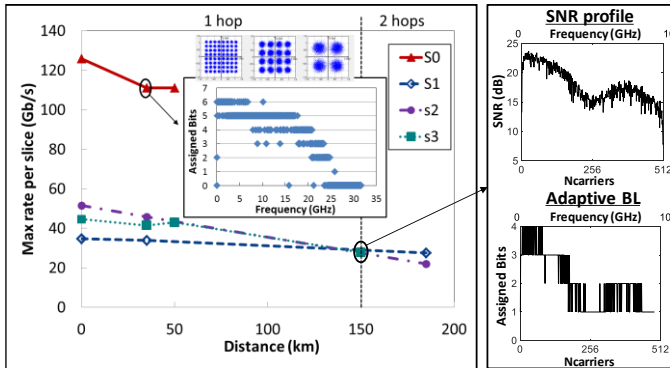 1 hop
2 hops
140
120
100
80
60
40
20
0
Max rate per slice (Gb/s)
0
50
100
150
200
Distance (km)
S0
S1
s2
s3
7
6
5
4
3
2
1
0
Assigned Bits
0
5
10
15
20
25
30
35
Frequency (GHz)
SNR profile
0
Frequency (GHz)
10
25
20
15
10
5
SNR (dB)
0
256
512
Ncarriers
Adaptive BL
0
Frequency (GHz)
10
4
3
2
1
0
Assigned Bits
0
256
512
Ncarriers